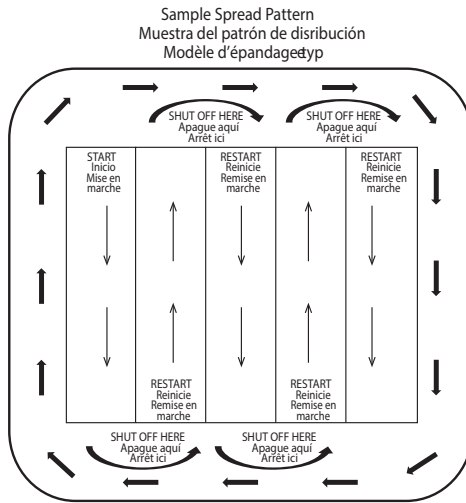 Sample Spread Pattern
Muestra del patrón de disribución
Modèle d'épandagetetyp
SHUT OFF HERE
Apague aquí
Arrêt ici
SHUT OFF HERE
Apague aquí
Arrêt ici
START
Inicio
Mise en
marche
RESTART
Reinicie
Remise en
marche
RESTART
Reinicie
Remise en
marche
RESTART
Reinicie
Remise en
marche
RESTART
Reinicie
Remise en
marche
SHUT OFF HERE
Apague aquí
Arrêt ici
SHUT OFF HERE
Apague aquí
Arrêt ici